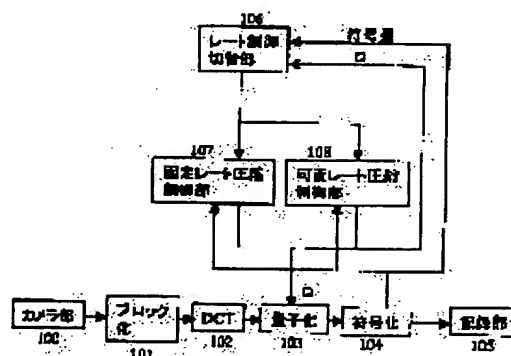 106
レート制御
切替部
符号量
Q
107
固定レート圧縮
制御部
108
可変レート圧縮
制御部
Q
カメラ部
100
ブロック
化
101
DCT
102
量子化
103
符号化
104
記録部
105